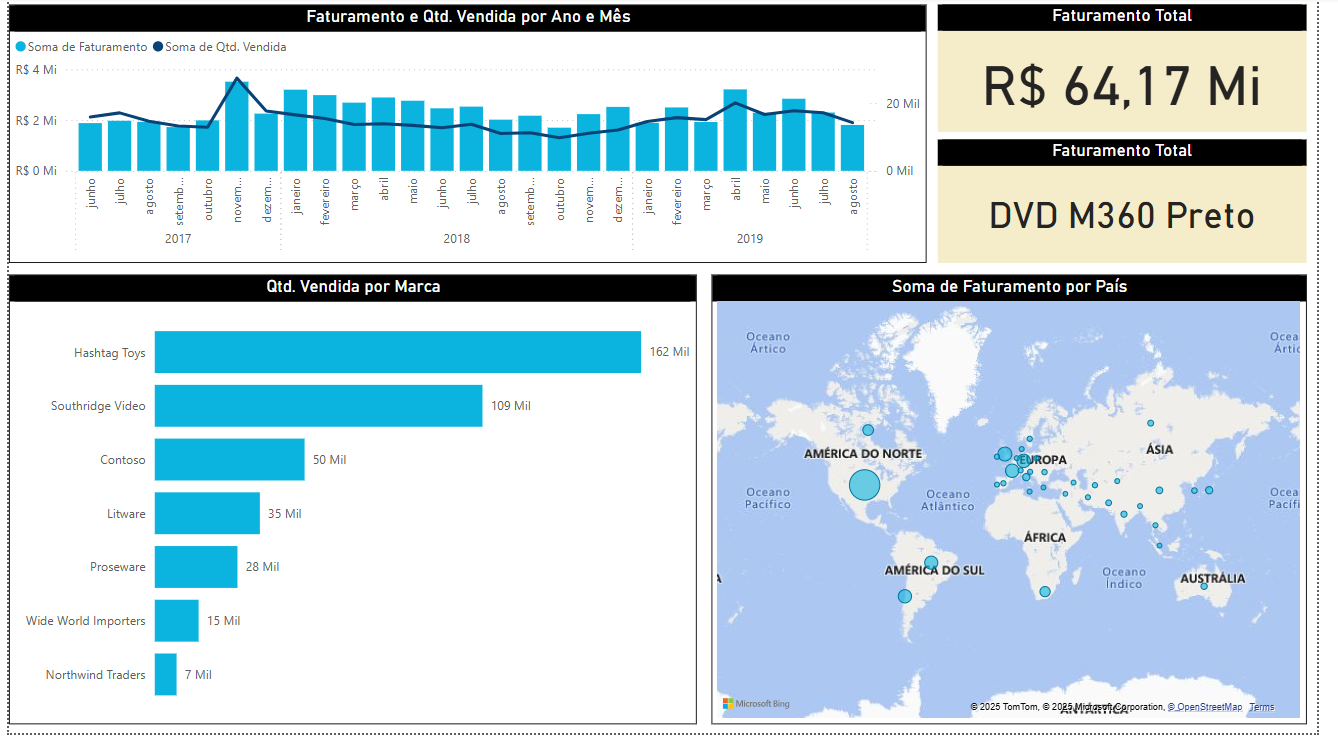 Faturamento e Qtd. Vendida por Ano e Mês
Soma de Faturamento
Soma de Qtd. Vendida
R$ 4 Mi
R$ 2 Mi
R$ 0 Mi
20 Mil
0 Mil
junho
julho
agosto
setemb...
outubro
novem...
dezem...
janeiro
fevereiro
março
abril
maio
junho
julho
agosto
setemb...
outubro
novem...
dezem...
janeiro
fevereiro
março
abril
maio
junho
julho
agosto
2017
2018
2019
Faturamento Total
R$ 64,17 Mi
Faturamento Total
DVD M360 Preto
Qtd. Vendida por Marca
Hashtag Toys
162 Mil
Southridge Video
109 Mil
Contoso
50 Mil
Litware
35 Mil
Proseware
28 Mil
Wide World Importers
15 Mil
Northwind Traders
7 Mil
Soma de Faturamento por País
Oceano
Ártico
Oceano
Ártic
AMÉRICA DO NORTE
EUROPA
ÁSIA
Oceano
Pacífico
Oceano
Atlântico
Ocea
Pacífi
ÁFRICA
AMÉRICA DO SUL
Oceano
Índico
AUSTRÁLIA
A
ANTÁRTICA
Microsoft Bing
© 2025 TomTom, © 2025 Microsoft Corporation, © OpenStreetMap Terms